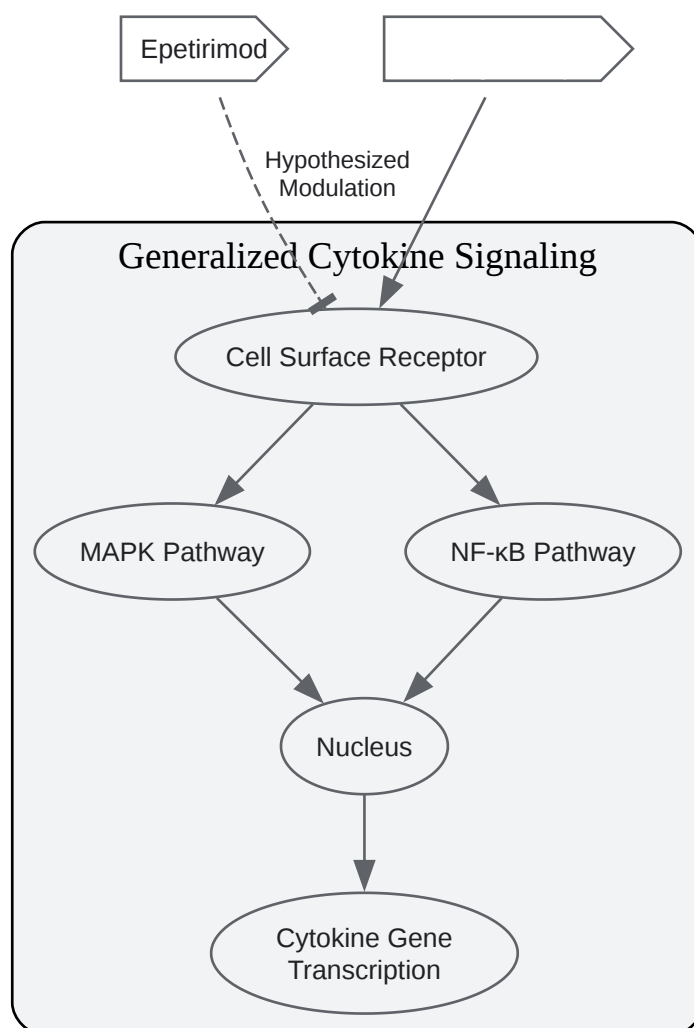 Epetirimod
Hypothesized
Modulation
Generalized Cytokine Signaling
Cell Surface Receptor
MAPK Pathway
NF-κB Pathway
Nucleus
Cytokine Gene
Transcription